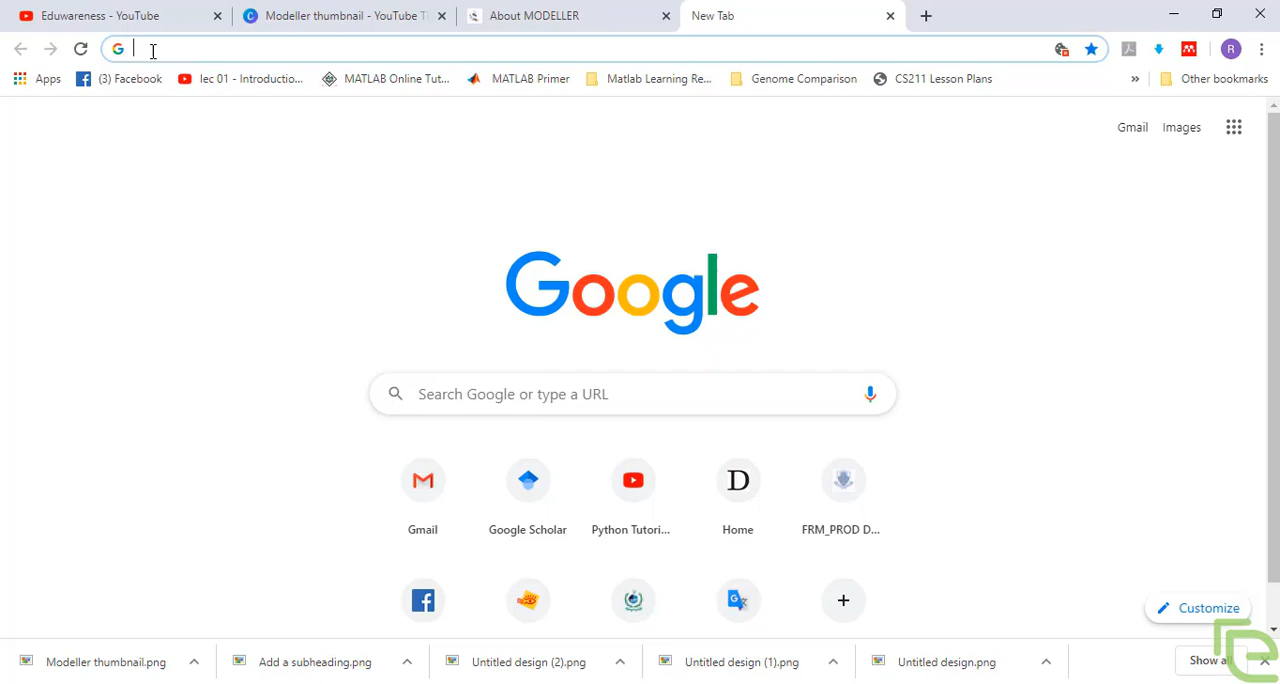 Eduwareness - YouTube
Modeller thumbnail - YouTube T
About MODELLER
New Tab
Apps
(3) Facebook
lec 01 - Introductio...
MATLAB Online Tut...
MATLAB Primer
Matlab Learning Re...
Genome Comparison
CS211 Lesson Plans
»
Other bookmarks
R
Gmail
Images
Google
Search Google or type a URL
Gmail
Google Scholar
Python Tutori...
D
Home
FRM_PROD D...
Customize
Modeller thumbnail.png
Add a subheading.png
Untitled design (2).png
Untitled design (1).png
Untitled design.png
Show all